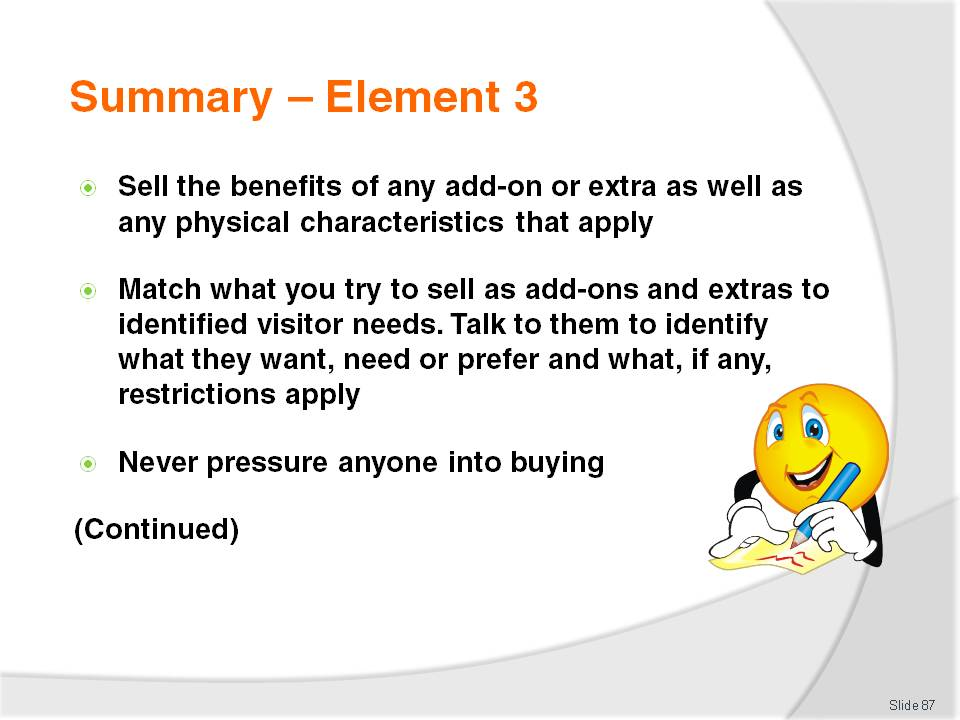 Summary – Element 3
Sell the benefits of any add-on or extra as well as
any physical characteristics that apply
Match what you try to sell as add-ons and extras to
identified visitor needs. Talk to them to identify
what they want, need or prefer and what, if any,
restrictions apply
Never pressure anyone into buying
(Continued)
Slide 87